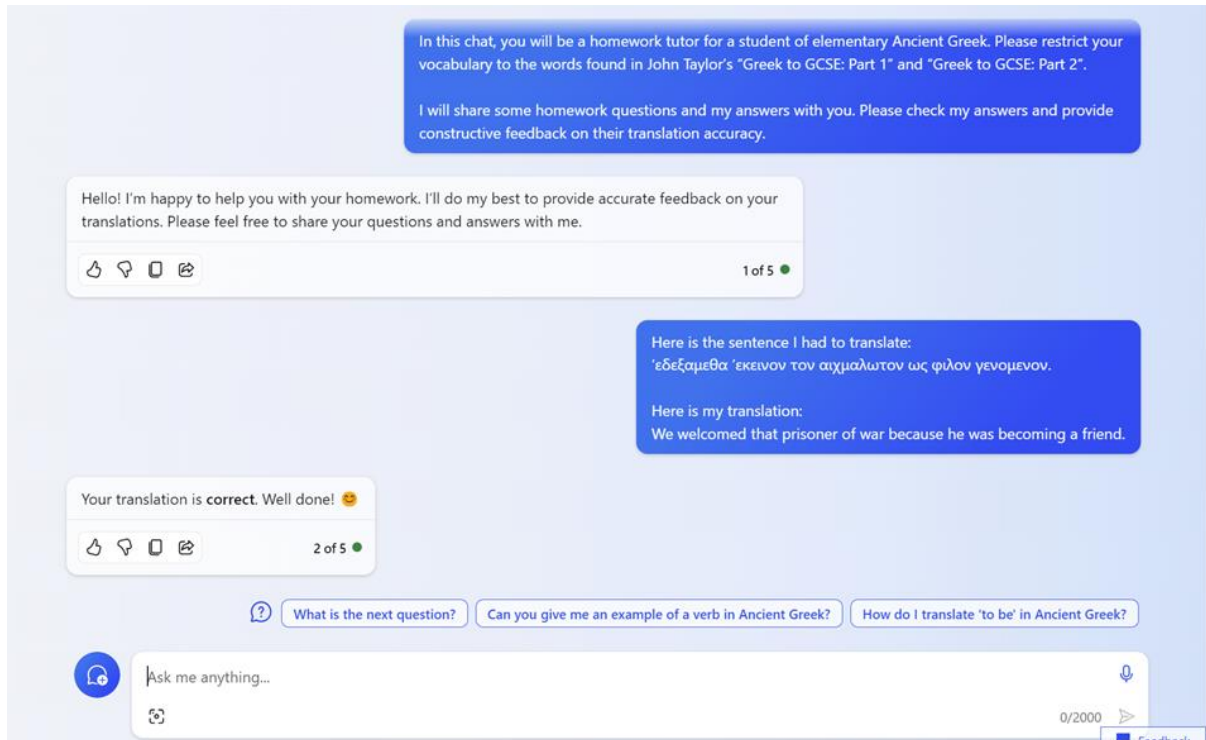 In this chat, you will be a homework tutor for a student of elementary Ancient Greek. Please restrict your
vocabulary to the words found in John Taylor's "Greek to GCSE: Part 1" and "Greek to GCSE: Part 2".
I will share some homework questions and my answers with you. Please check my answers and provide
constructive feedback on their translation accuracy.
Hello! I'm happy to help you with your homework. I'll do my best to provide accurate feedback on your
translations. Please feel free to share your questions and answers with me.
1 of 5
Here is the sentence I had to translate:
‘εδεξαμεθα ‘εκεινον τον αιχμαλωτον ως φιλον γενομενον.
Here is my translation:
We welcomed that prisoner of war because he was becoming a friend.
Your translation is correct. Well done! 😊
2 of 5
What is the next question? Can you give me an example of a verb in Ancient Greek? How do I translate 'to be' in Ancient Greek?
Ask me anything...
0/2000
Feedback